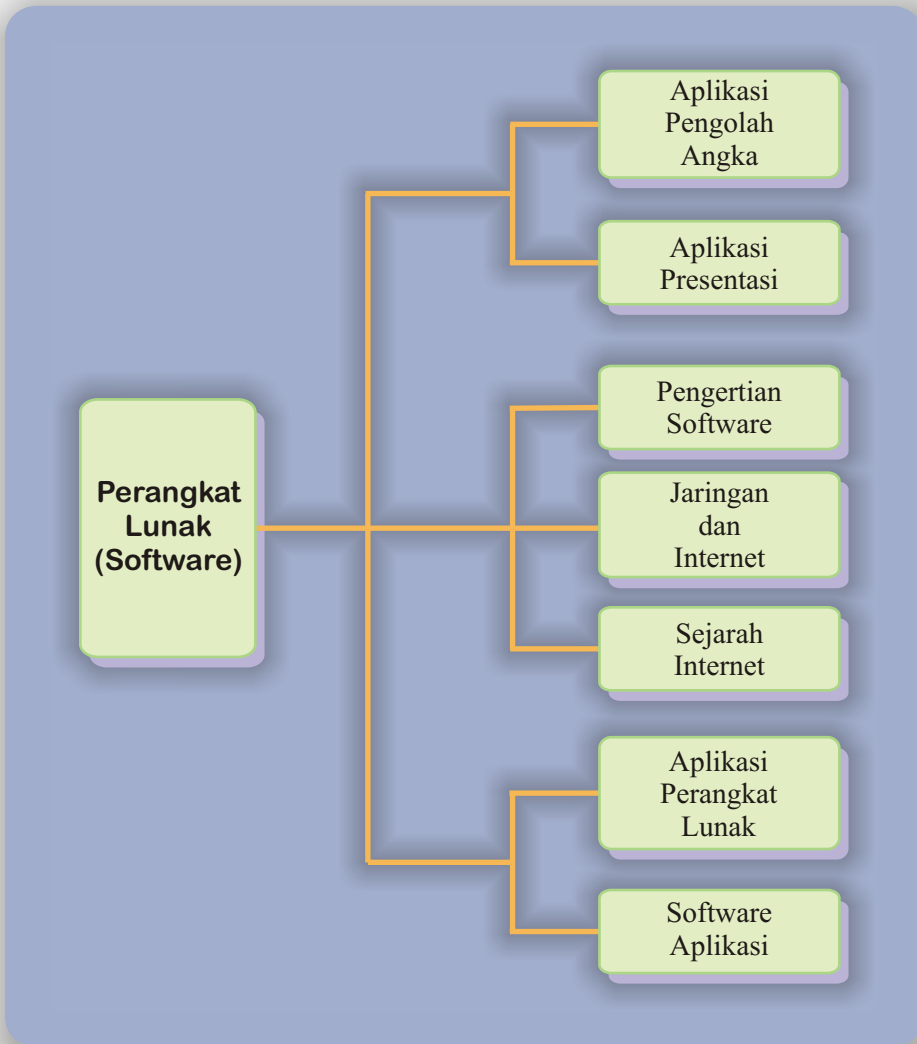 Aplikasi
Pengolah
Angka
Aplikasi
Presentasi
Pengertian
Software
Perangkat
Lunak
(Software)
Jaringan
dan
Internet
Sejarah
Internet
Aplikasi
Perangkat
Lunak
Software
Aplikasi